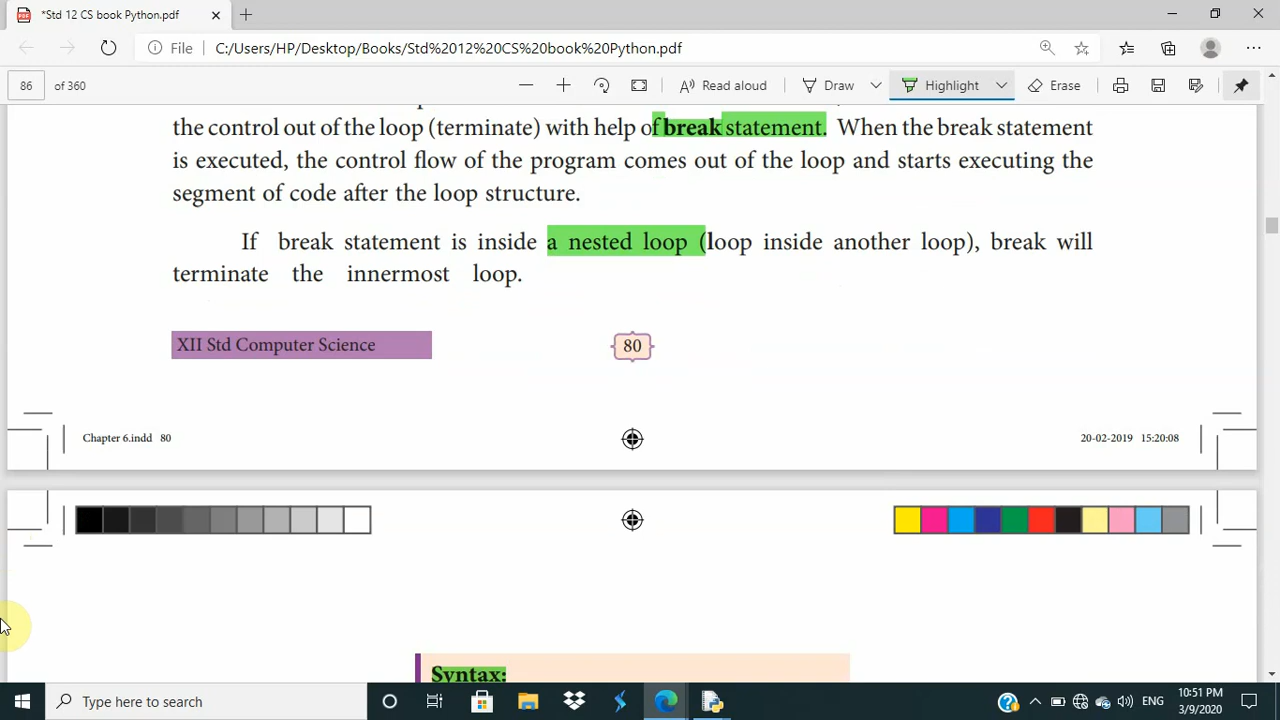 *Std 12 CS book Python.pdf
File C:/Users/HP/Desktop/Books/Std%2012%20CS%20book%20Python.pdf
86 of 360 Read aloud Draw Highlight Erase
the control out of the loop (terminate) with help of break statement. When the break statement
is executed, the control flow of the program comes out of the loop and starts executing the
segment of code after the loop structure.
If break statement is inside a nested loop (loop inside another loop), break will
terminate the innermost loop.
XII Std Computer Science 80
Chapter 6.indd 80 20-02-2019 15:20:08
Syntax:
Type here to search ENG 10:51 PM
3/9/2020